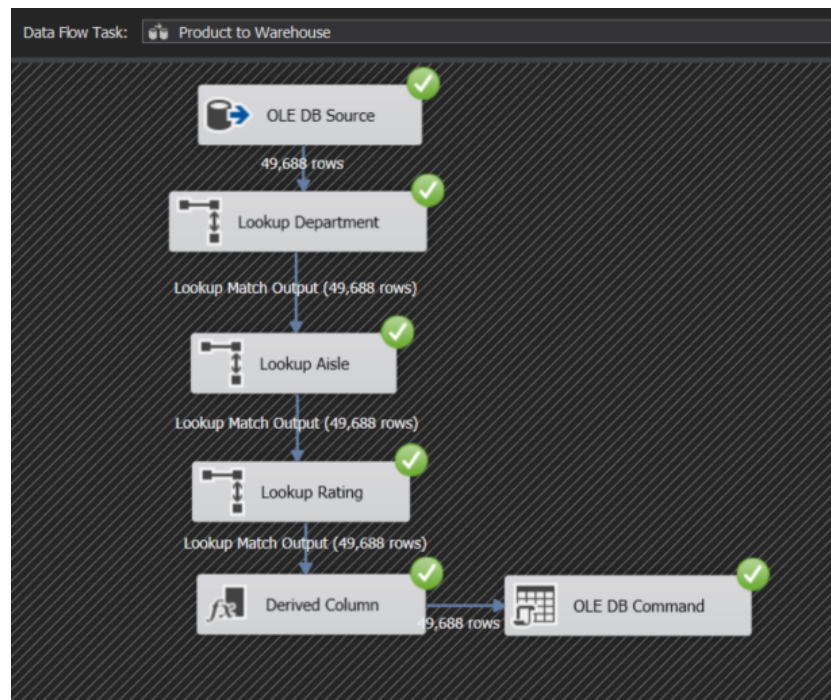 Data Flow Task: Product to Warehouse
OLE DB Source
49,688 rows
Lookup Department
Lookup Match Output (49,688 rows)
Lookup Aisle
Lookup Match Output (49,688 rows)
Lookup Rating
Lookup Match Output (49,688 rows)
Derived Column
49,688 rows
OLE DB Command